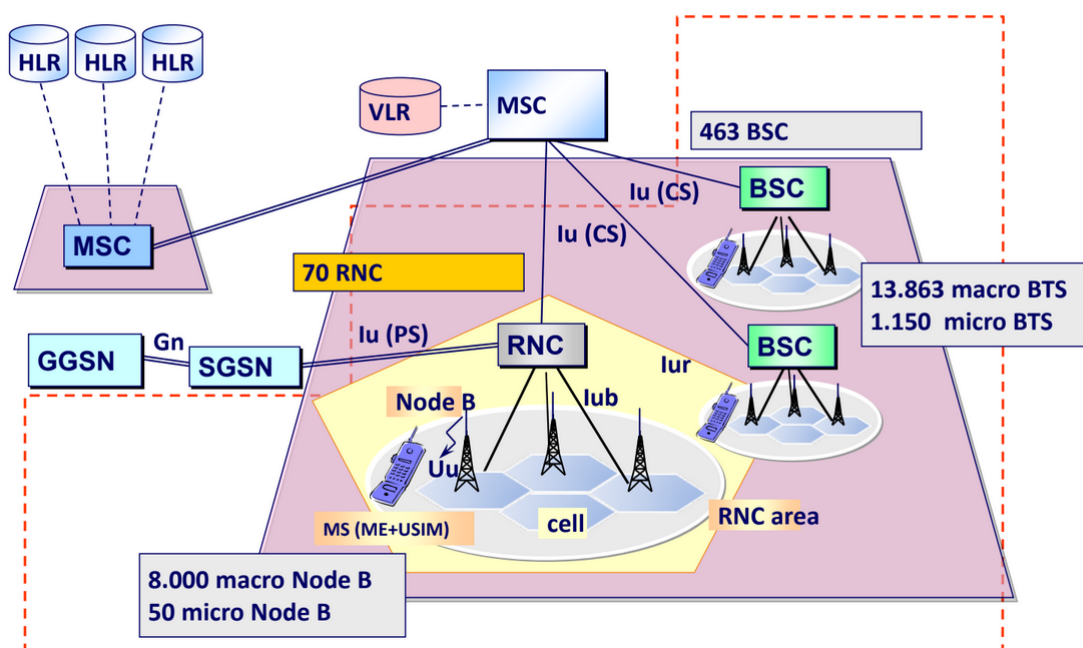 HLR
HLR
HLR
VLR
MSC
463 BSC
BSC
Iu (CS)
Iu (CS)
MSC
70 RNC
13.863 macro BTS
1.150 micro BTS
GGSN
Gn
SGSN
Iu (PS)
RNC
BSC
Iur
Node B
Iub
Uu
MS (ME+USIM)
cell
RNC area
8.000 macro Node B
50 micro Node B